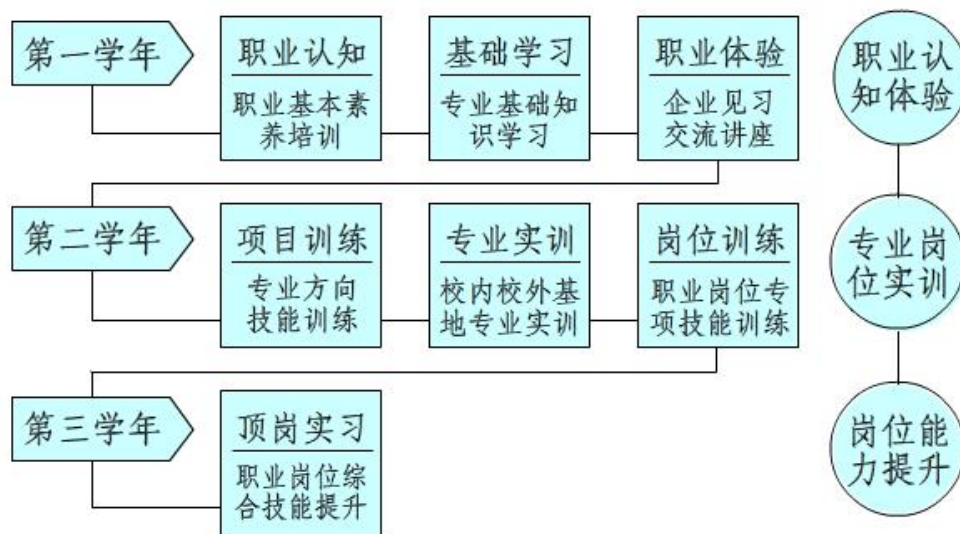 第一学年
职业认知
职业基本素
养培训
基础学习
专业基础知
识学习
职业体验
企业见习
交流讲座
职业认
知体验
第二学年
项目训练
专业方向
技能训练
专业实训
校内校外基
地专业实训
岗位训练
职业岗位专
项技能训练
专业岗
位实训
第三学年
顶岗实习
职业岗位综
合技能提升
岗位能
力提升